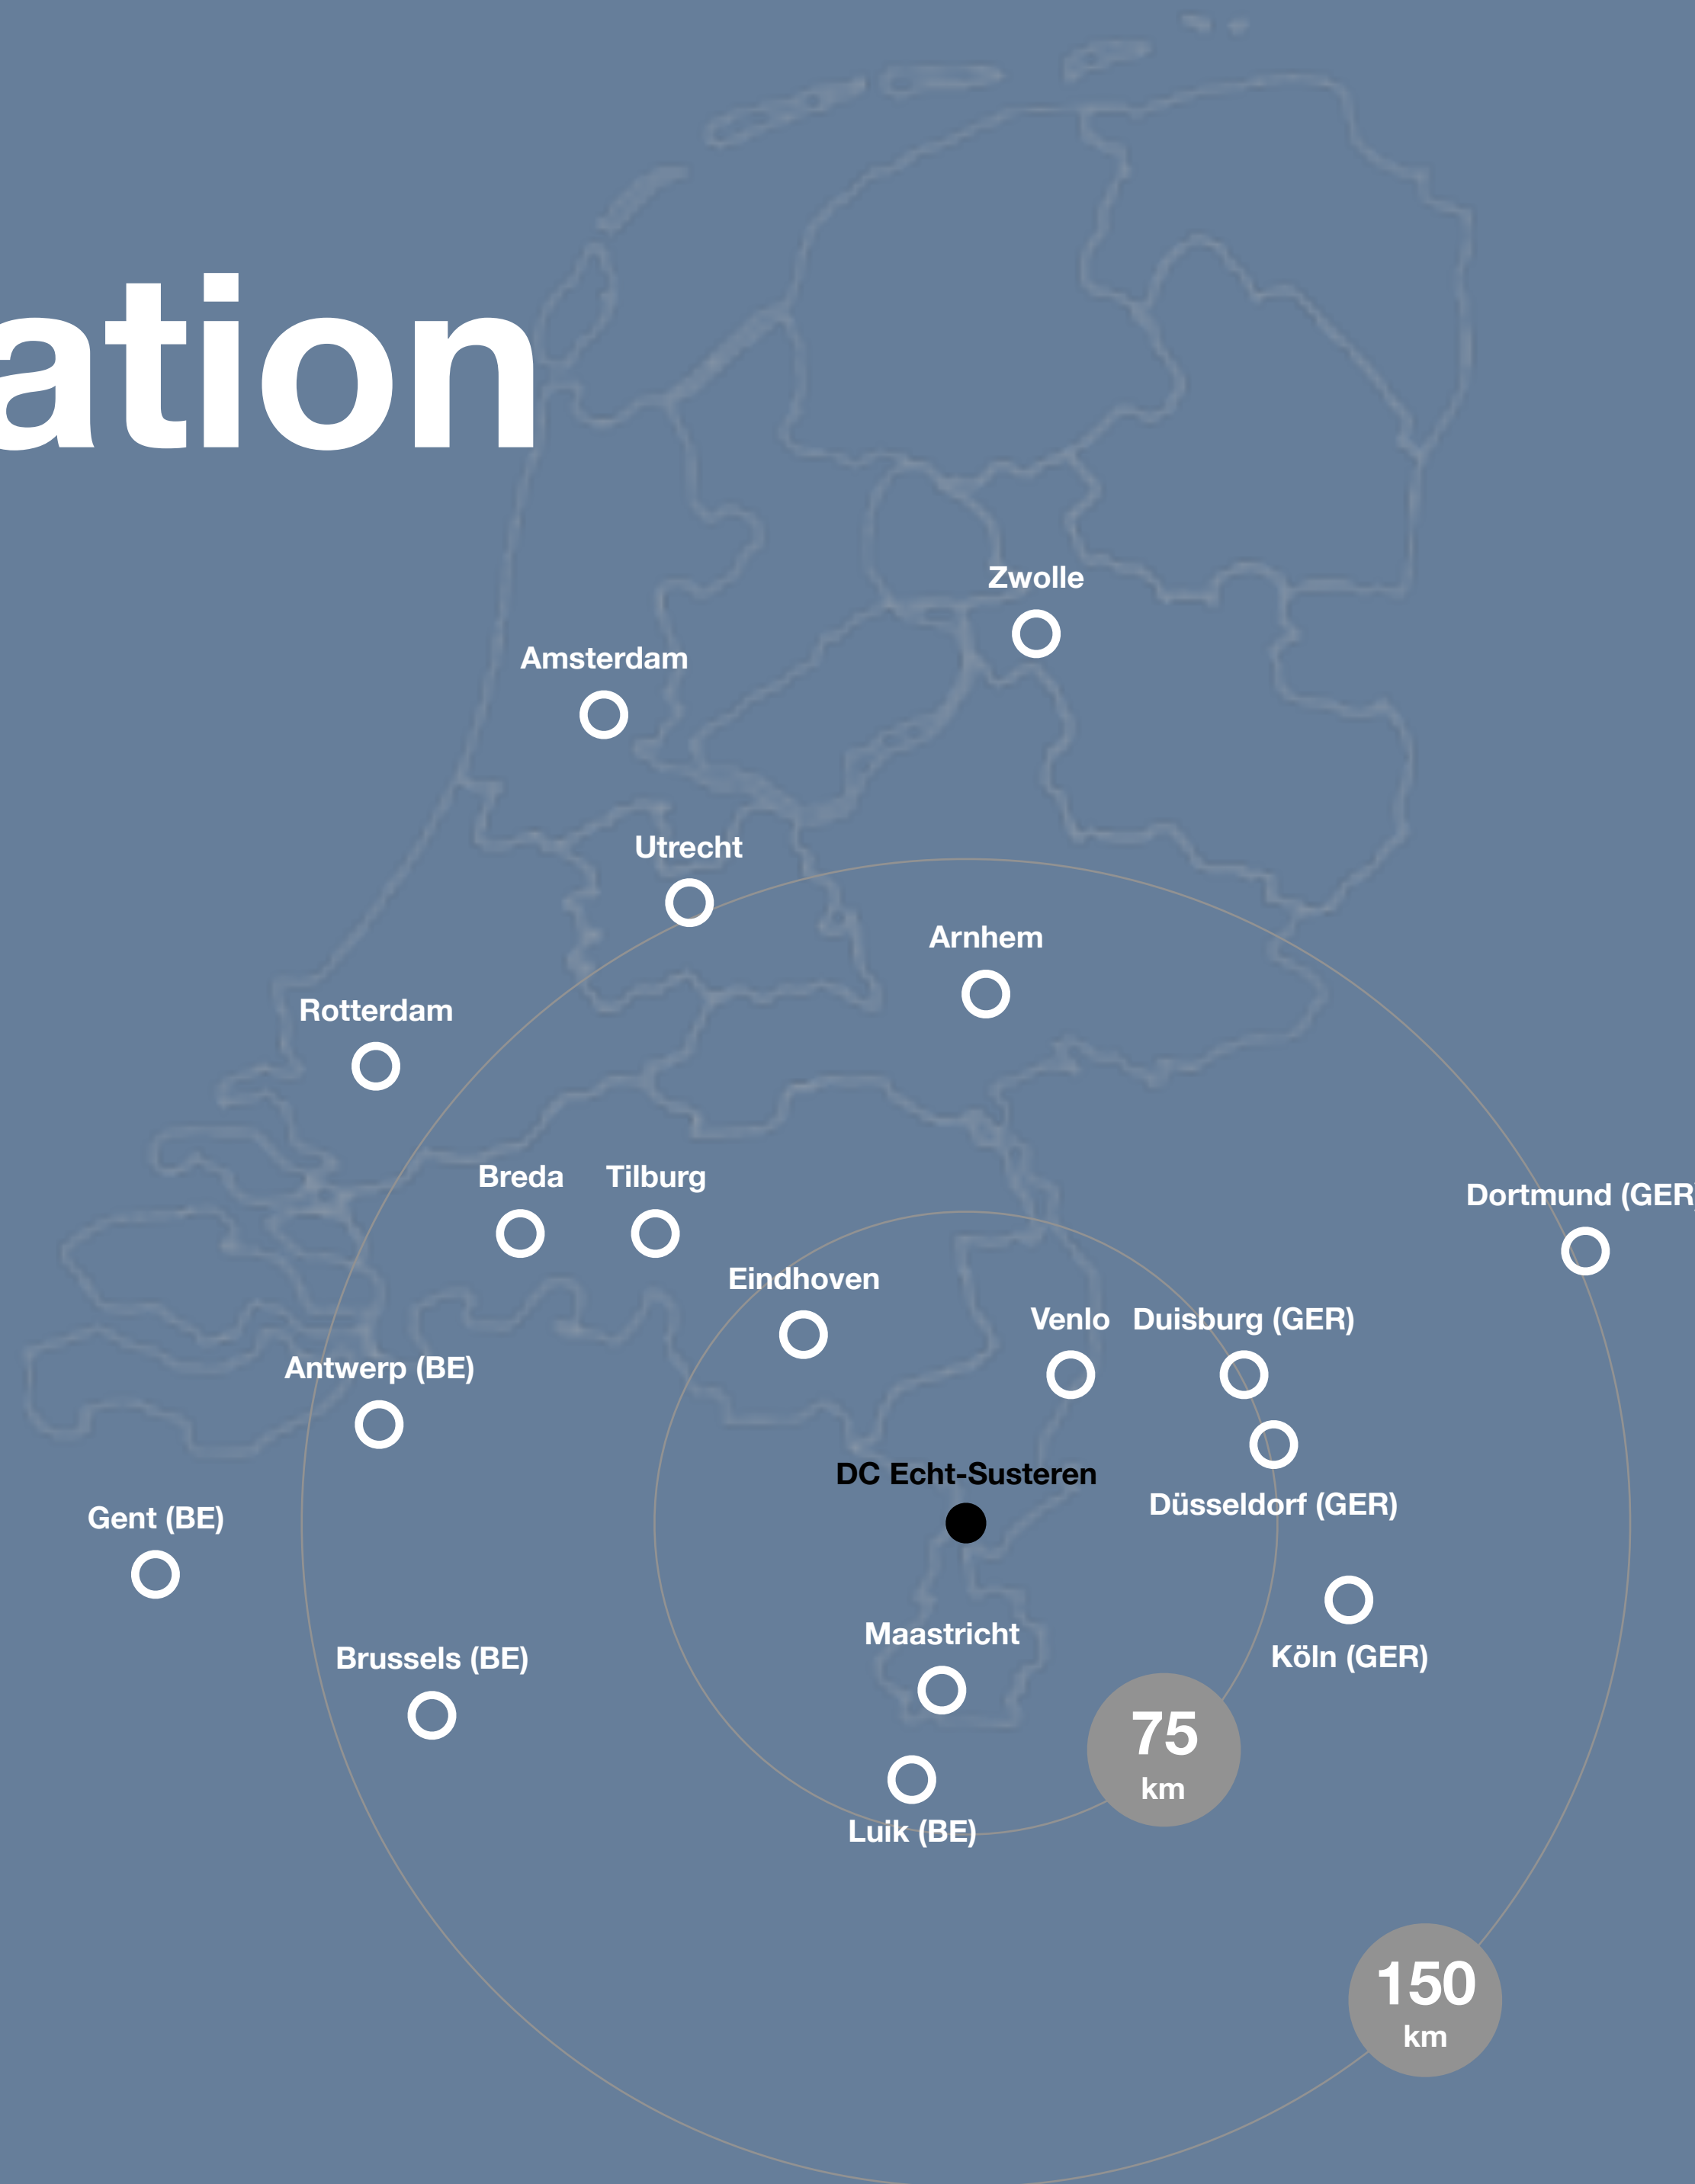 ation
Zwolle
Amsterdam
Utrecht
Arnhem
Rotterdam
Breda
Tilburg
Dortmund (GER
Eindhoven
Venlo
Duisburg (GER)
Antwerp (BE)
DC Echt-Susteren
Düsseldorf (GER)
Gent (BE)
Maastricht
Brussels (BE)
Köln (GER)
75
km
Luik (BE)
150
km